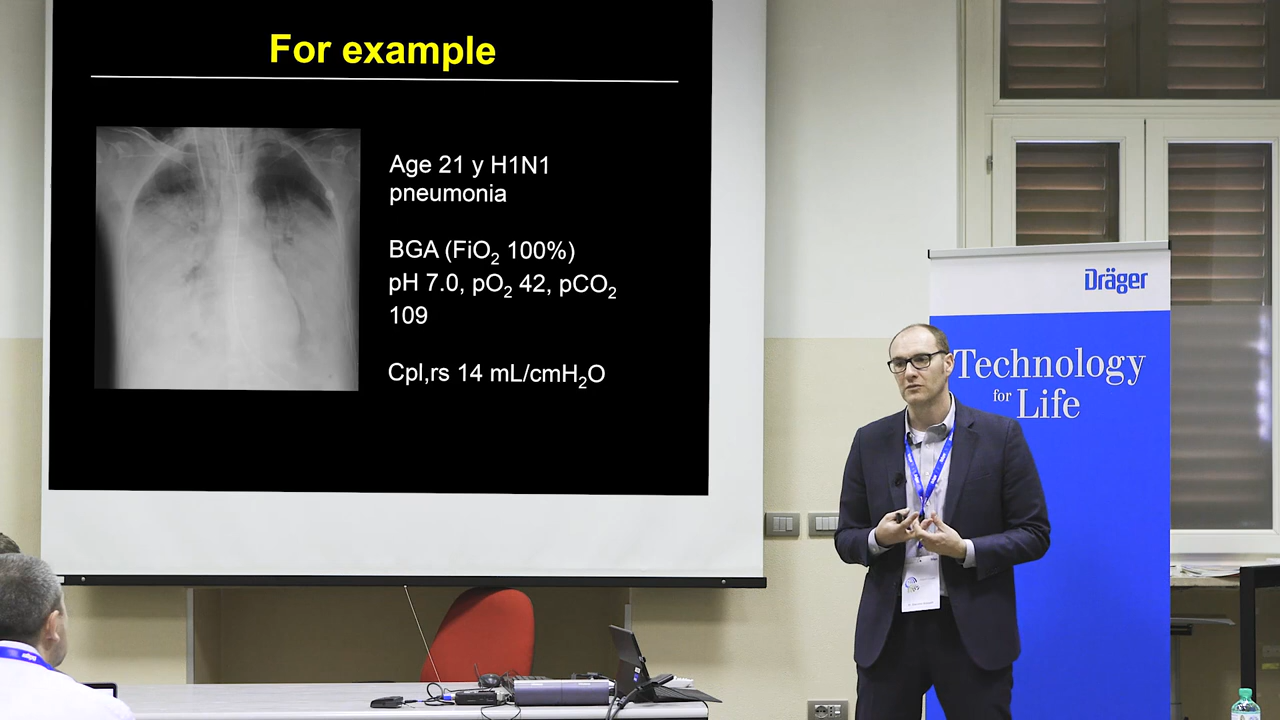 For example
Age 21 y H1N1
pneumonia
BGA (FiO₂ 100%)
pH 7.0, pO₂ 42, pCO₂
109
Cpl,rs 14 mL/cmH₂O
Dräger
Technology
for Life